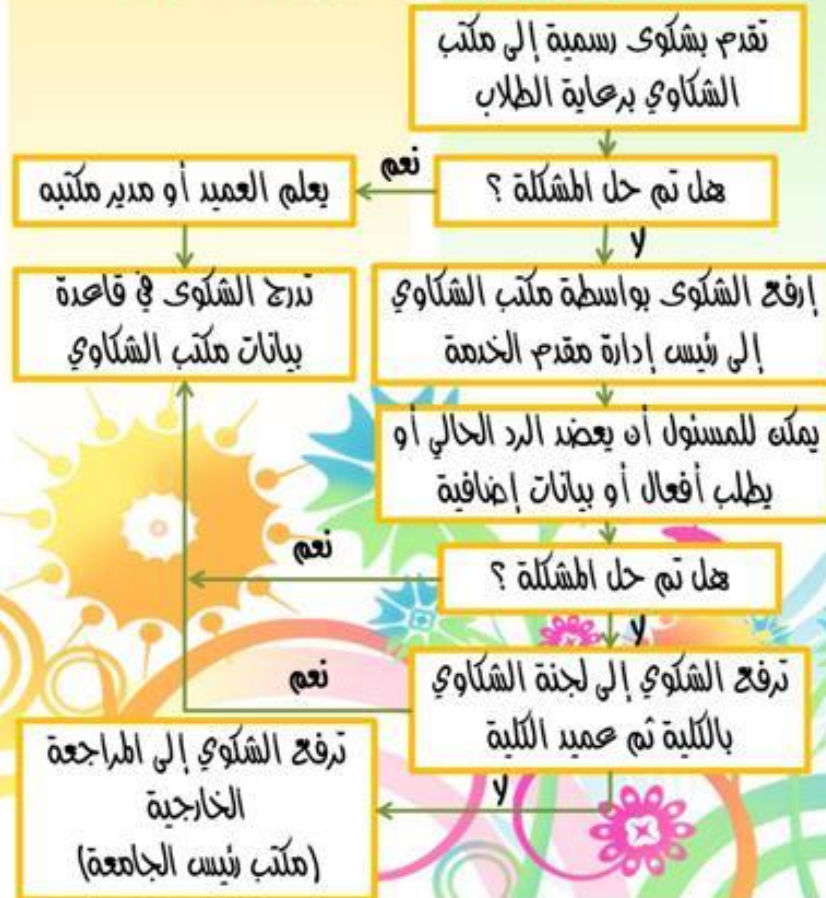 تقدم بشكوى رسمية إلى مكتب
الشكاوي برعاية الطلاب
هل تم حل المشكلة ؟
نعم
يعلم العميد أو مدير مكتبه
تدرج الشكوى في قاعدة
بيانات مكتب الشكاوي
لا
إرفع الشكوى بواسطة مكتب الشكاوي
إلى رئيس إدارة مقدم الخدمة
يمكن للمسئول أن يعضد الرد الحالي أو
يطلب أفعال أو بيانات إضافية
هل تم حل المشكلة ؟
نعم
لا
ترفع الشكوي إلى لجنة الشكاوي
بالكلية ثم عميد الكلية
نعم
لا
ترفع الشكوي إلى المراجعة
الخارجية
(مكتب رئيس الجامعة)